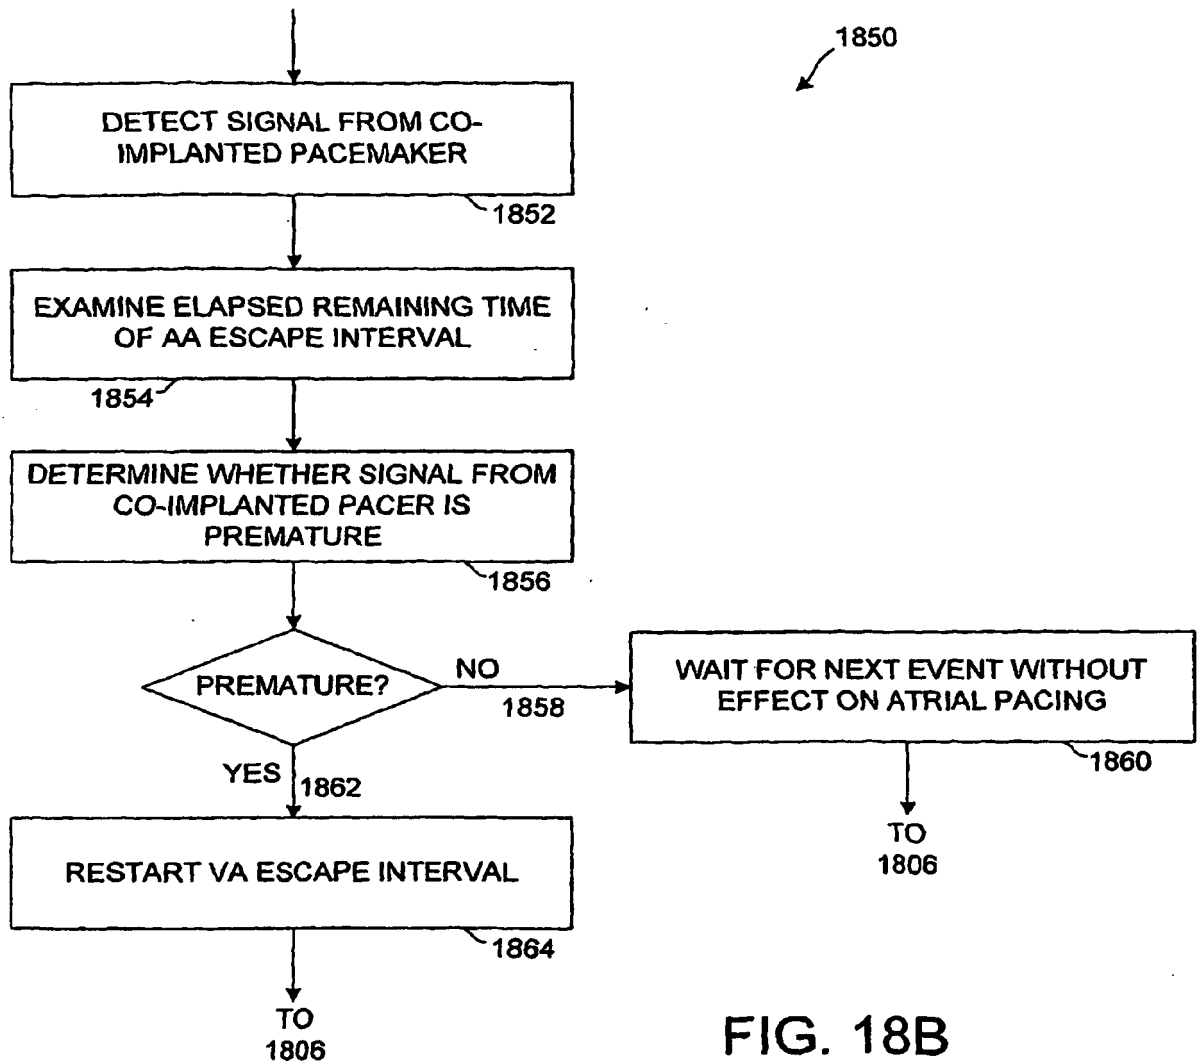 1850
DETECT SIGNAL FROM CO-
IMPLANTED PACEMAKER
1852
EXAMINE ELAPSED REMAINING TIME
OF AA ESCAPE INTERVAL
1854
DETERMINE WHETHER SIGNAL FROM
CO-IMPLANTED PACER IS
PREMATURE
1856
PREMATURE?
NO
1858
WAIT FOR NEXT EVENT WITHOUT
EFFECT ON ATRIAL PACING
1860
TO
1806
YES
1862
RESTART VA ESCAPE INTERVAL
1864
TO
1806
FIG. 18B